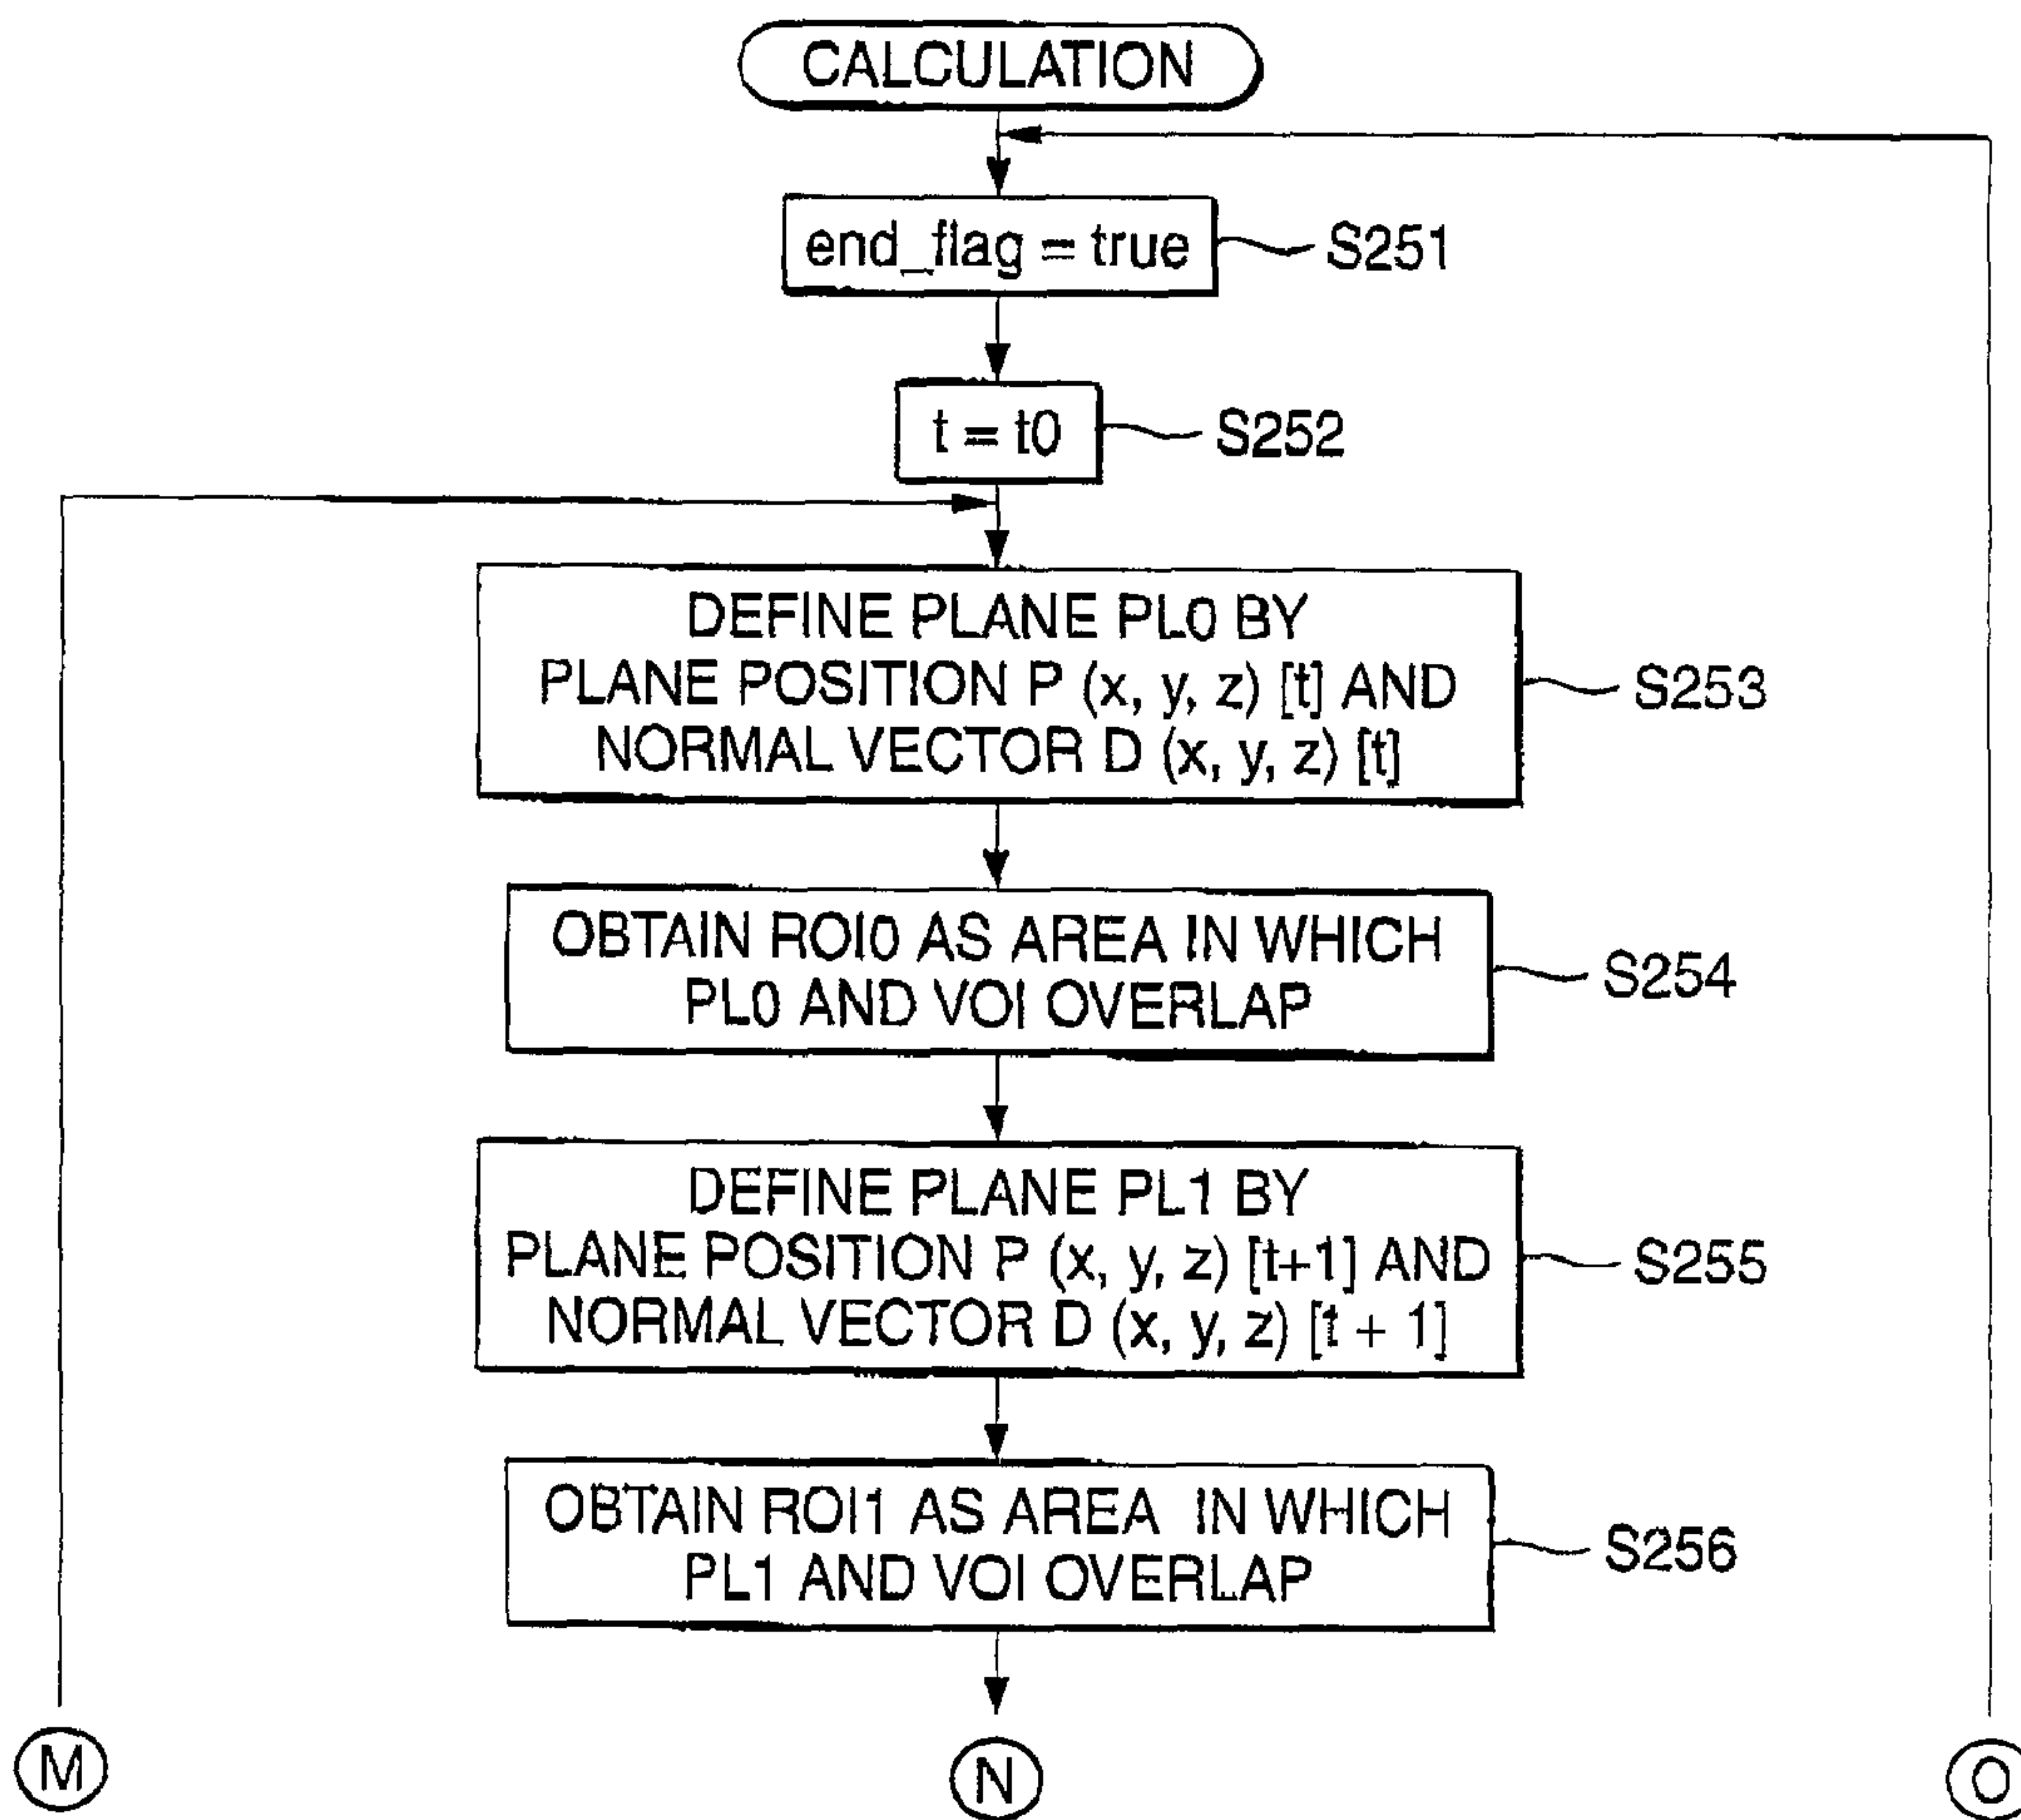 CALCULATION
end_flag = true
S251
t = t0
S252
DEFINE PLANE PL0 BY
PLANE POSITION P (x, y, z) [t] AND
NORMAL VECTOR D (x, y, z) [t]
S253
OBTAIN ROI0 AS AREA IN WHICH
PL0 AND VOI OVERLAP
S254
DEFINE PLANE PL1 BY
PLANE POSITION P (x, y, z) [t+1] AND
NORMAL VECTOR D (x, y, z) [t + 1]
S255
OBTAIN ROI1 AS AREA IN WHICH
PL1 AND VOI OVERLAP
S256
M
N
O